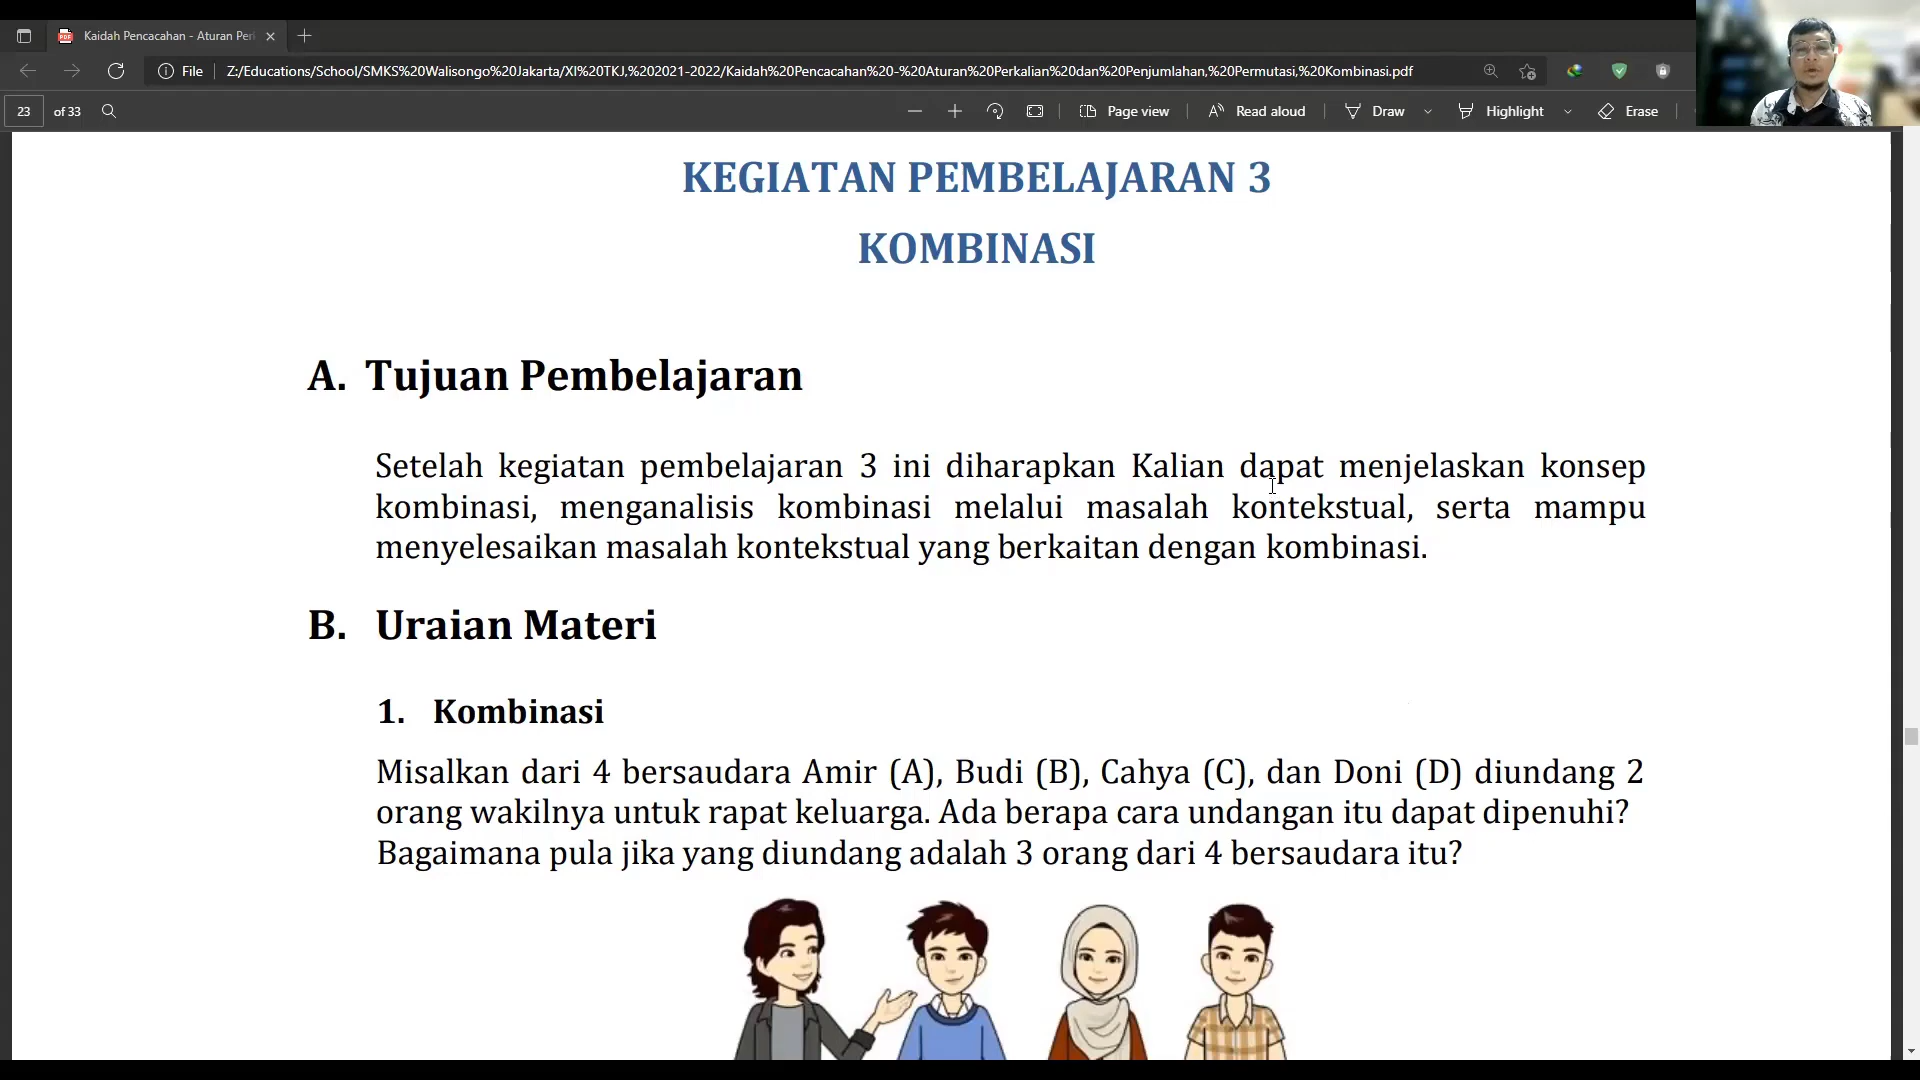 Kaidah Pencacahan - Aturan Per
File
Z:/Educations/School/SMKS%20Walisongo%20Jakarta/XI%20TKJ,%202021-2022/Kaidah%20Pencacahan%20-%20Aturan%20Perkalian%20dan%20Penjumlahan,%20Permutasi,%20Kombinasi.pdf
23 of 33
Page view
Read aloud
Draw
Highlight
Erase
KEGIATAN PEMBELAJARAN 3
KOMBINASI
A. Tujuan Pembelajaran
Setelah kegiatan pembelajaran 3 ini diharapkan Kalian dapat menjelaskan konsep
kombinasi, menganalisis kombinasi melalui masalah kontekstual, serta mampu
menyelesaikan masalah kontekstual yang berkaitan dengan kombinasi.
B. Uraian Materi
1. Kombinasi
Misalkan dari 4 bersaudara Amir (A), Budi (B), Cahya (C), dan Doni (D) diundang 2
orang wakilnya untuk rapat keluarga. Ada berapa cara undangan itu dapat dipenuhi?
Bagaimana pula jika yang diundang adalah 3 orang dari 4 bersaudara itu?